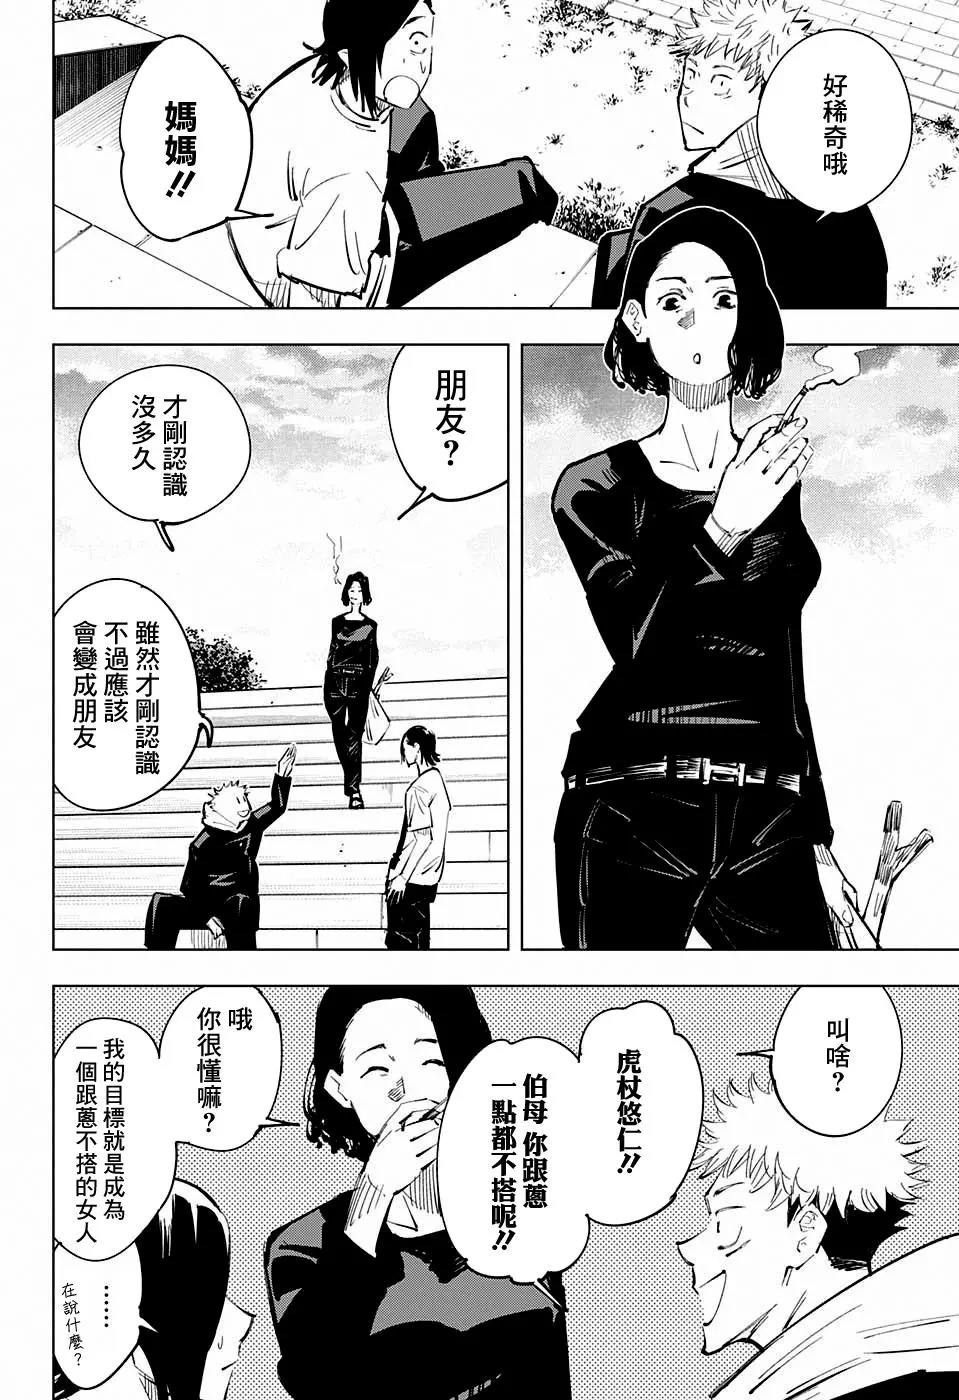 好稀奇哦
媽媽!!
朋友？
才剛認識
沒多久
雖然才剛認識
不過應該
會變成朋友
叫啥？
虎杖悠仁!!
伯母 你跟蔥
一點都不搭呢!!
哦
你很懂嘛？
我的目標就是成為
一個跟蔥不搭的女人
……
在說什麼？